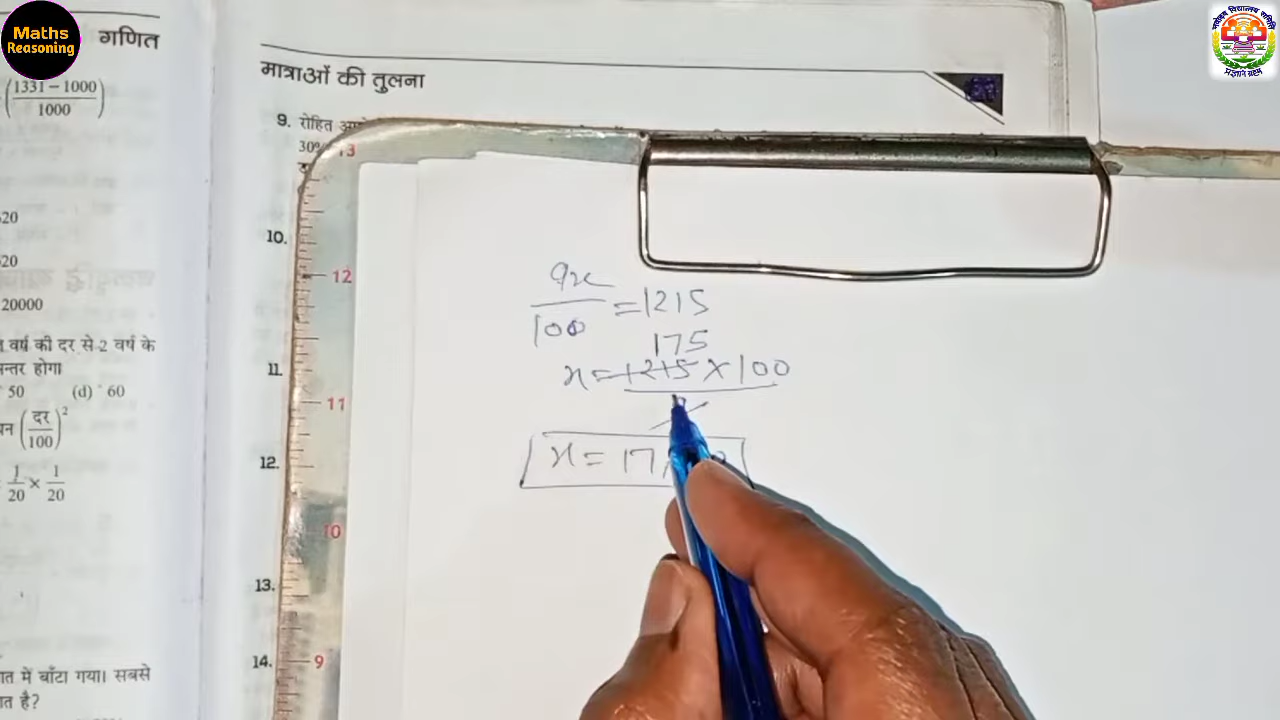 Maths
Reasoning
गणित
(1331 – 1000
1000)
20
20
20000
वर्ष की दर से 2 वर्ष के
न्तर होगा
50 (d) 60
(दर
100)²
1/20 × 1/20
त में बाँटा गया। सबसे
त है?
मात्राओं की तुलना
9. रोहित
30%
10.
11.
12.
13.
14.
13
12
11
10
9
9x/100 = 1215
175
x = 1215 × 100
x = 17